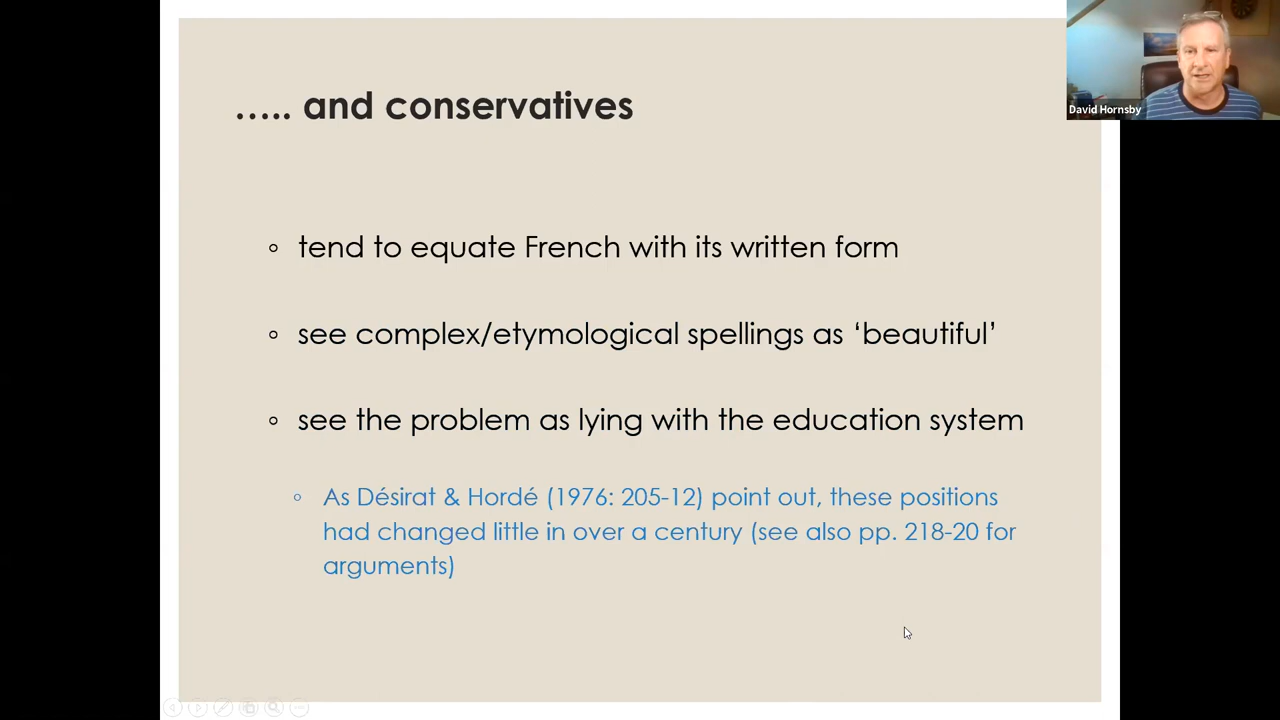 ….. and conservatives
David Hornsby
◦ tend to equate French with its written form
◦ see complex/etymological spellings as ‘beautiful’
◦ see the problem as lying with the education system
◦ As Désirat & Hordé (1976: 205-12) point out, these positions
had changed little in over a century (see also pp. 218-20 for
arguments)